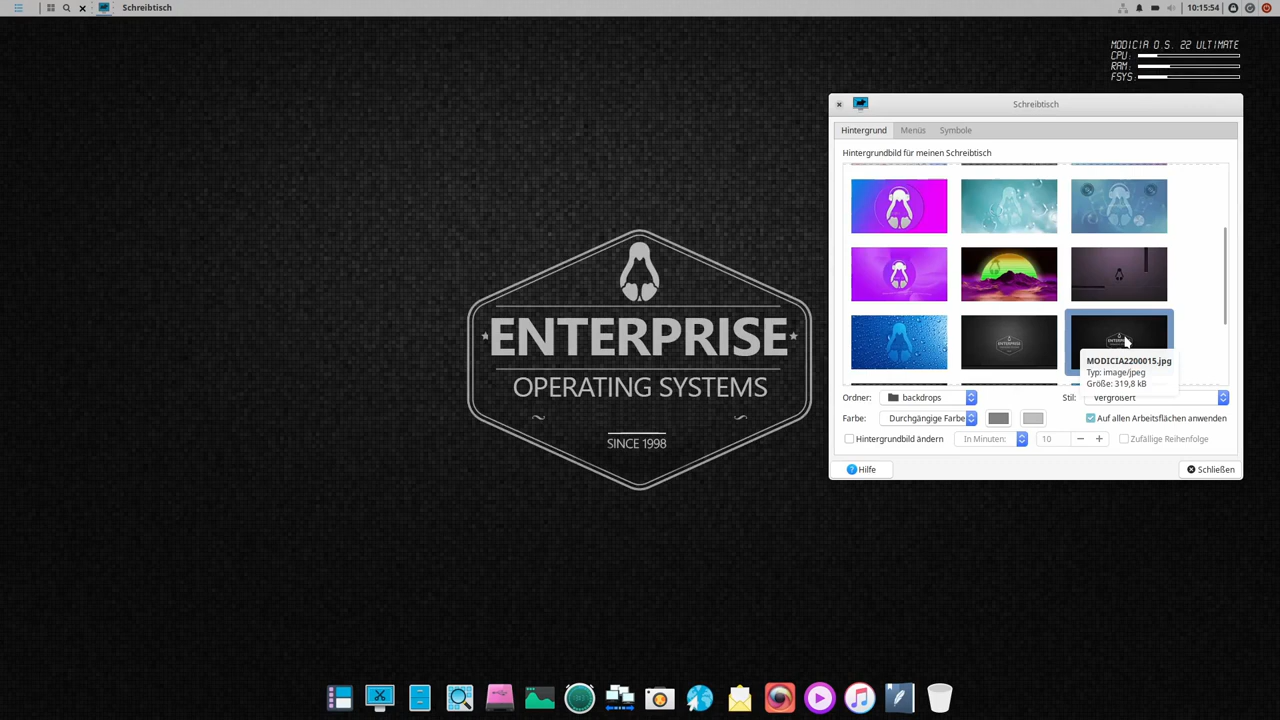 Schreibtisch
10:15:54
MODICIA O.S. 22 ULTIMATE
CPU:
RAM:
FSYS:
Schreibtisch
Hintergrund Menüs Symbole
Hintergrundbild für meinen Schreibtisch
MODICIA2200015.jpg
Typ: image/jpeg
Größe: 319,8 kB
Ordner: backdrops Stil: Vergrößert
Farbe: Durchgängige Farbe Auf allen Arbeitsflächen anwenden
Hintergrundbild ändern In Minuten: 10 Zufällige Reihenfolge
Hilfe Schließen
ENTERPRISE
OPERATING SYSTEMS
SINCE 1998